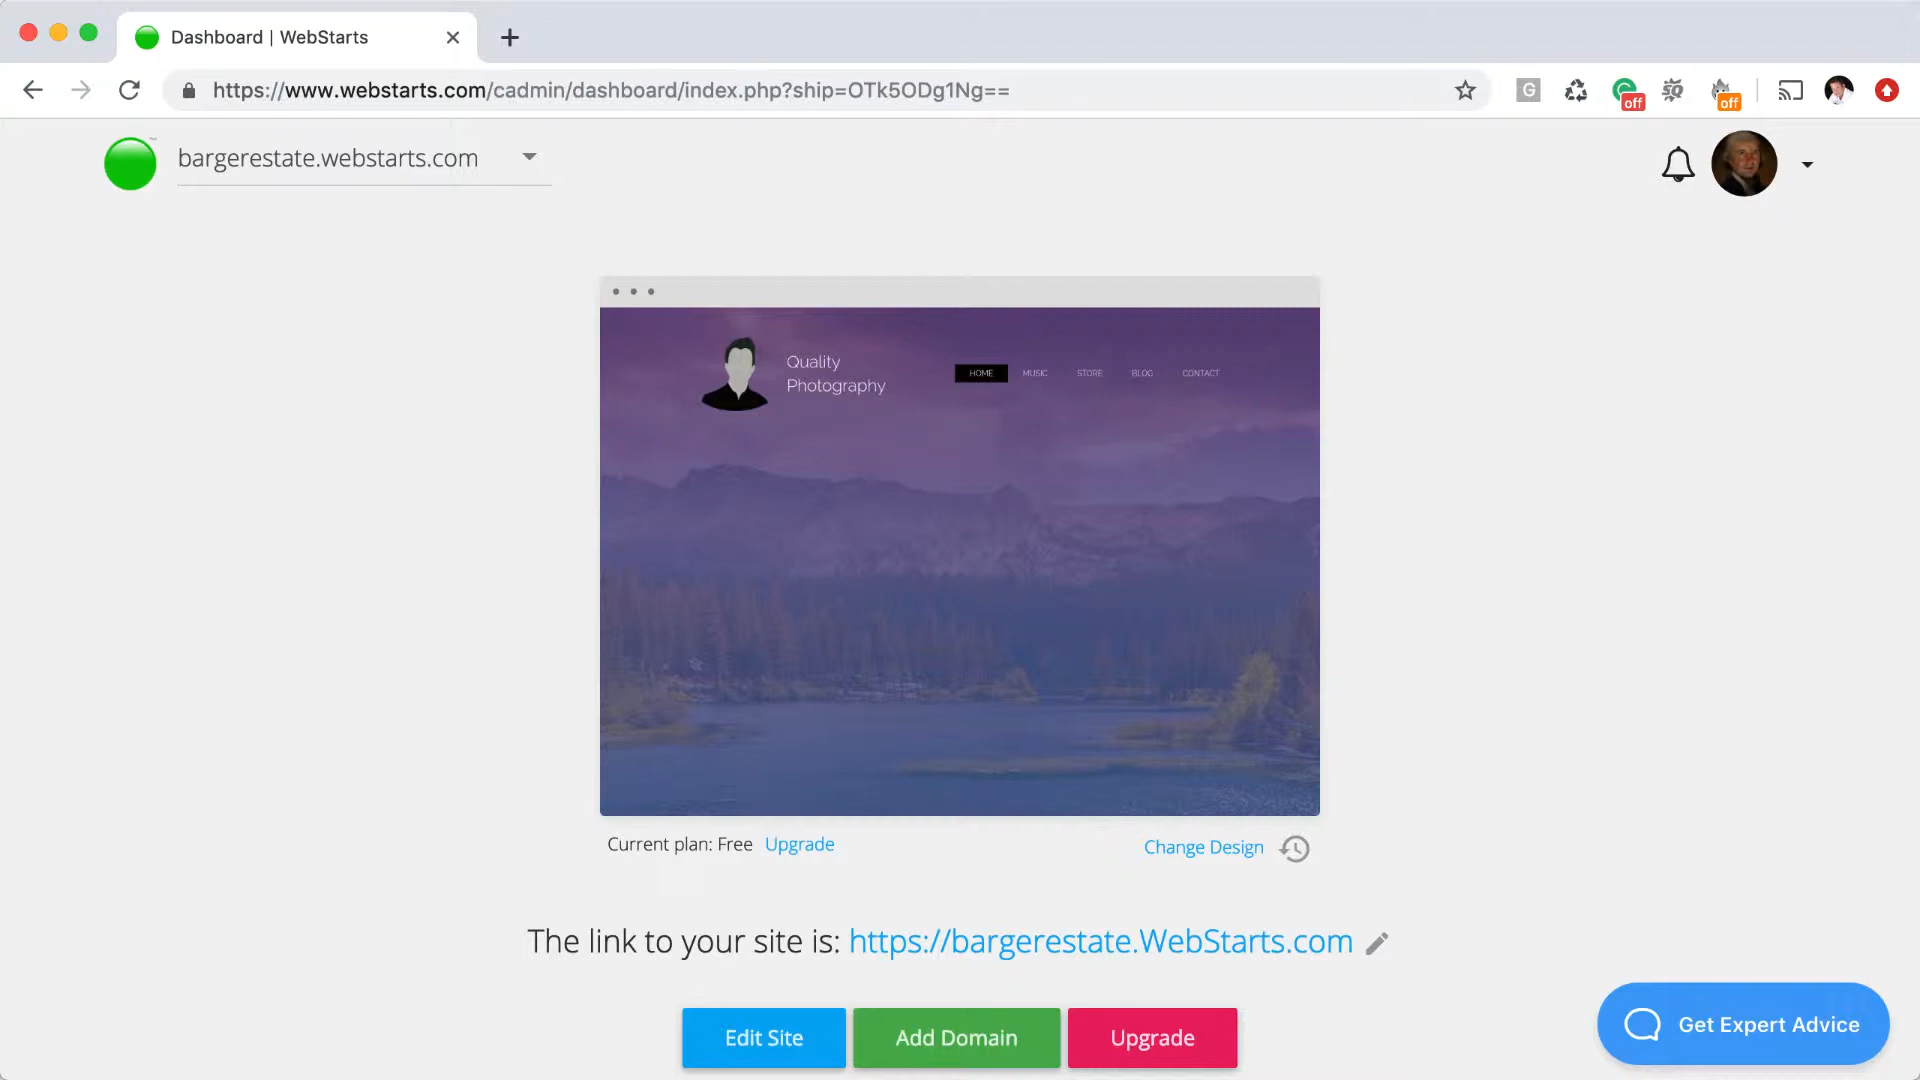 Dashboard | WebStarts
https://www.webstarts.com/cadmin/dashboard/index.php?ship=OTk5ODg1Ng==
G
off
SQ
off
bargerestate.webstarts.com
Quality
Photography
HOME
MUSIC
STORE
BLOG
CONTACT
Current plan: Free Upgrade
Change Design
The link to your site is: https://bargerestate.WebStarts.com
Edit Site
Add Domain
Upgrade
Get Expert Advice